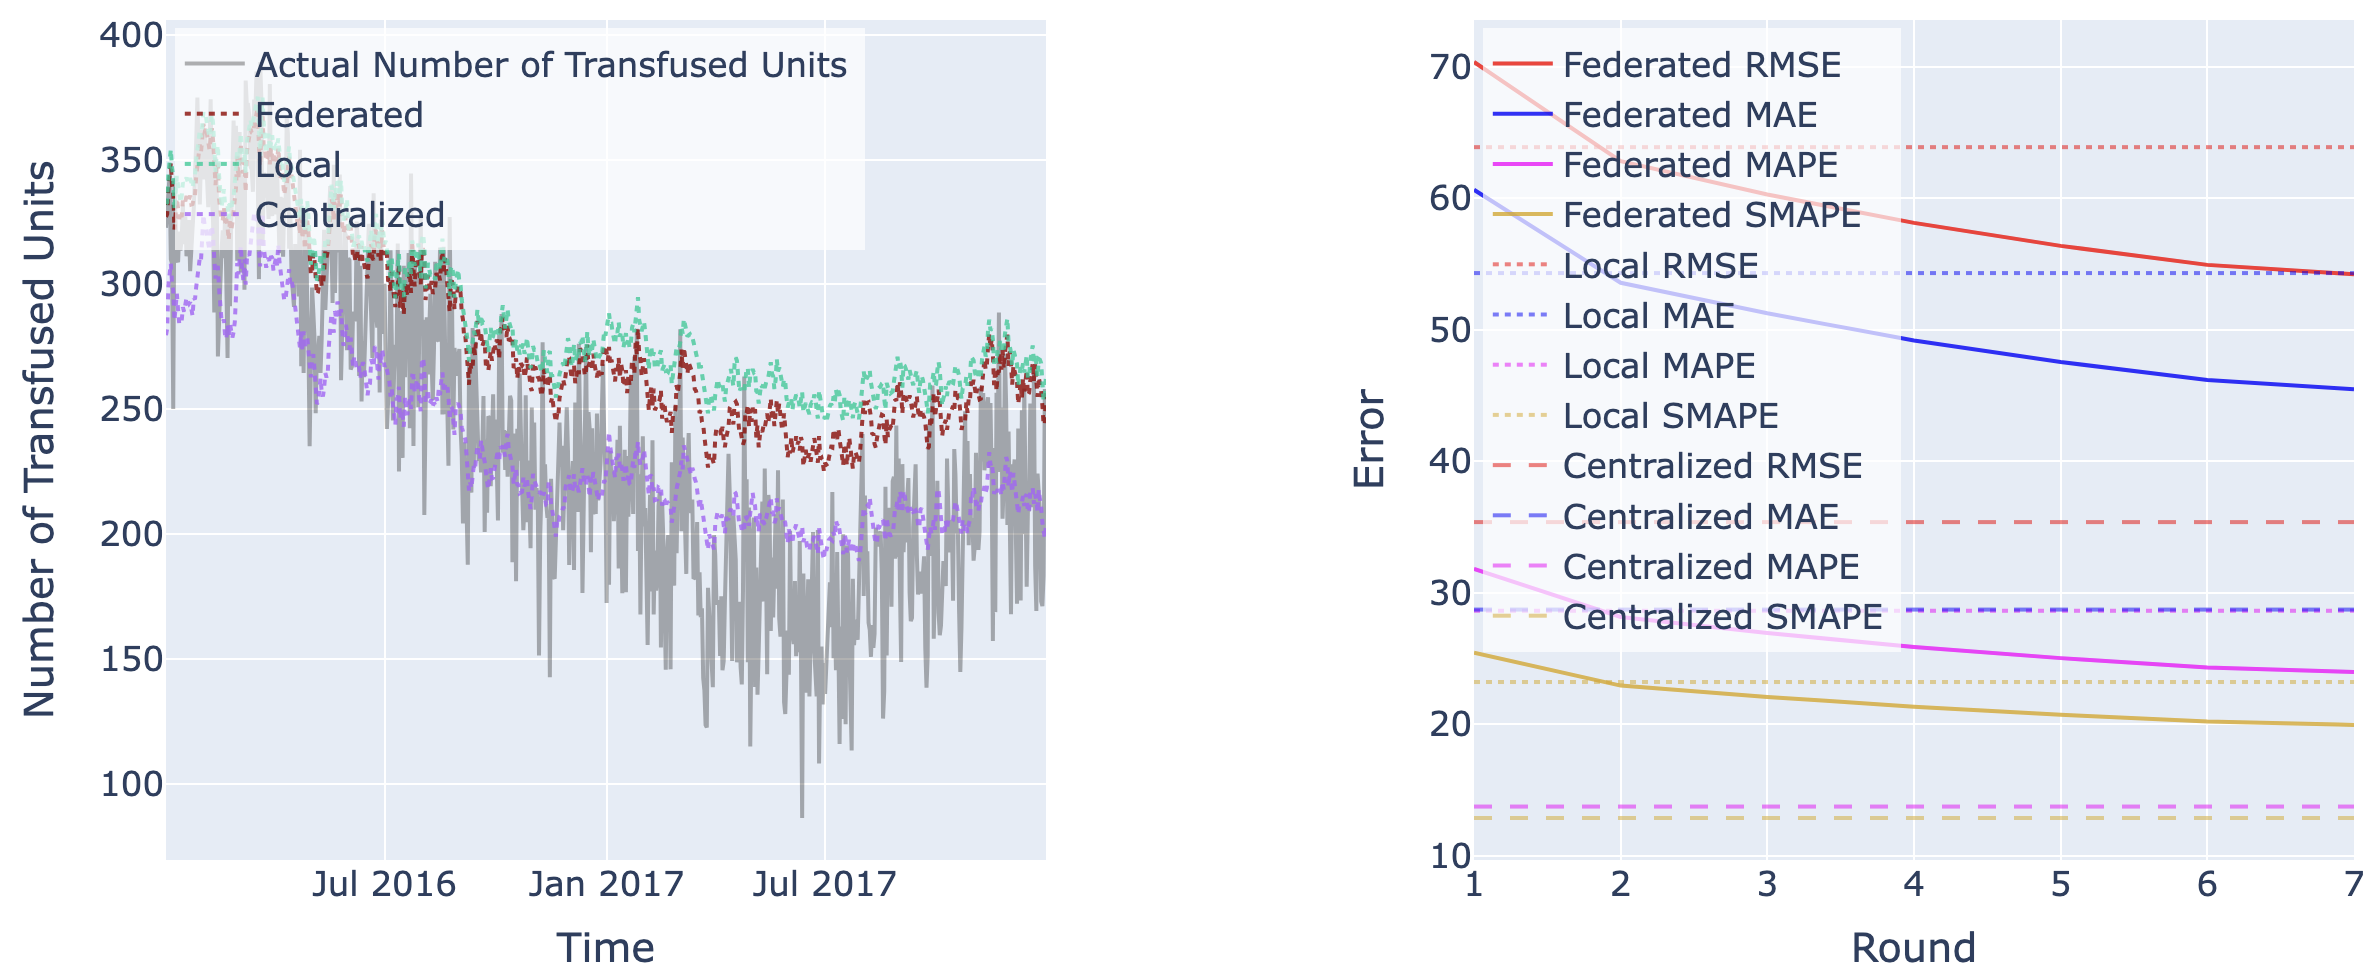 400
350
300
250
200
150
100
Number of Transfused Units
Actual Number of Transfused Units
Federated
Local
Centralized
Jul 2016
Jan 2017
Jul 2017
Time
70
60
50
40
30
20
10
Error
Federated RMSE
Federated MAE
Federated MAPE
Federated SMAPE
Local RMSE
Local MAE
Local MAPE
Local SMAPE
Centralized RMSE
Centralized MAE
Centralized MAPE
Centralized SMAPE
1
2
3
4
5
6
7
Round